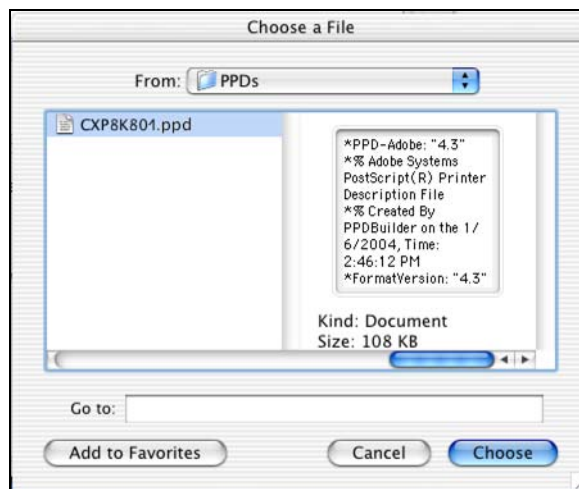 Choose a File
From: PPDs
CXP8K801.ppd
*PPD-Adobe: "4.3"
*% Adobe Systems
PostScript(R) Printer
Description File
*% Created By
PPDBuilder on the 1/
6/2004, Time:
2:46:12 PM
*FormatVersion: "4.3"
Kind: Document
Size: 108 KB
Go to:
Add to Favorites
Cancel
Choose